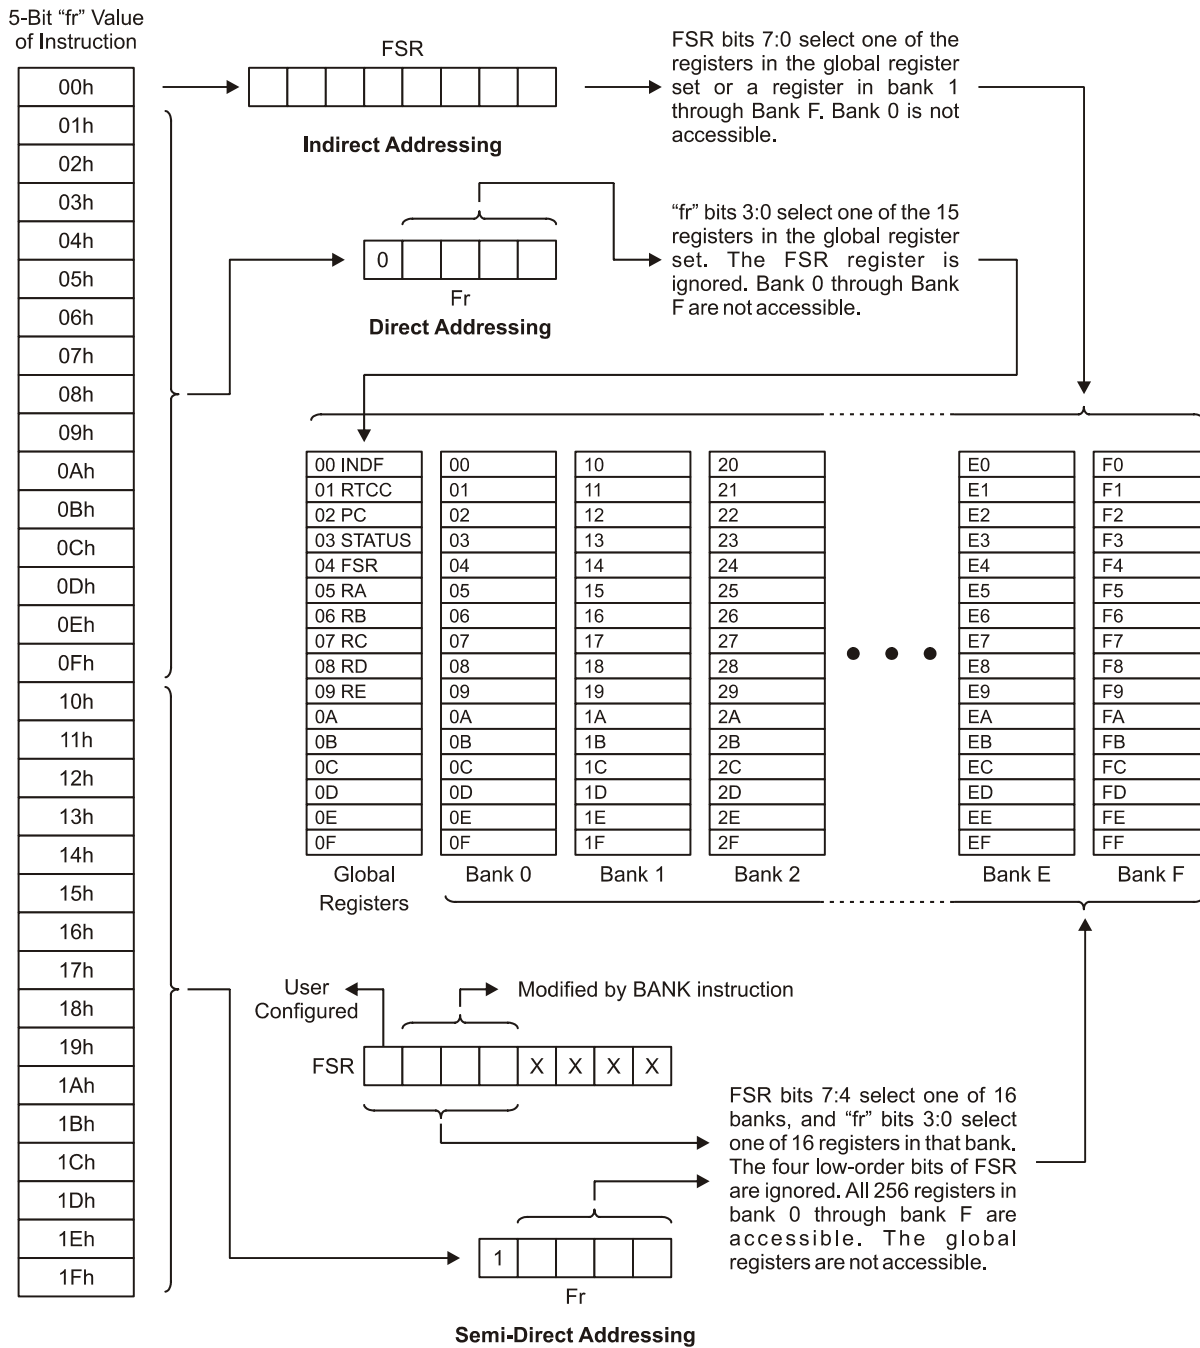 5-Bit “fr” Value
of Instruction
00h
01h
02h
03h
04h
05h
06h
07h
08h
09h
0Ah
0Bh
0Ch
0Dh
0Eh
0Fh
10h
11h
12h
13h
14h
15h
16h
17h
18h
19h
1Ah
1Bh
1Ch
1Dh
1Eh
1Fh
FSR
Indirect Addressing
FSR bits 7:0 select one of the
registers in the global register
set or a register in bank 1
through Bank F. Bank 0 is not
accessible.
0
Fr
Direct Addressing
“fr” bits 3:0 select one of the 15
registers in the global register
set. The FSR register is
ignored. Bank 0 through Bank
F are not accessible.
00 INDF
01 RTCC
02 PC
03 STATUS
04 FSR
05 RA
06 RB
07 RC
08 RD
09 RE
0A
0B
0C
0D
0E
0F
Global
Registers
00
01
02
03
04
05
06
07
08
09
0A
0B
0C
0D
0E
0F
Bank 0
10
11
12
13
14
15
16
17
18
19
1A
1B
1C
1D
1E
1F
Bank 1
20
21
22
23
24
25
26
27
28
29
2A
2B
2C
2D
2E
2F
Bank 2
E0
E1
E2
E3
E4
E5
E6
E7
E8
E9
EA
EB
EC
ED
EE
EF
Bank E
F0
F1
F2
F3
F4
F5
F6
F7
F8
F9
FA
FB
FC
FD
FE
FF
Bank F
User
Configured
Modified by BANK instruction
FSR
X X X X
FSR bits 7:4 select one of 16
banks, and “fr” bits 3:0 select
one of 16 registers in that bank.
The four low-order bits of FSR
are ignored. All 256 registers in
bank 0 through bank F are
accessible. The global
registers are not accessible.
1
Fr
Semi-Direct Addressing